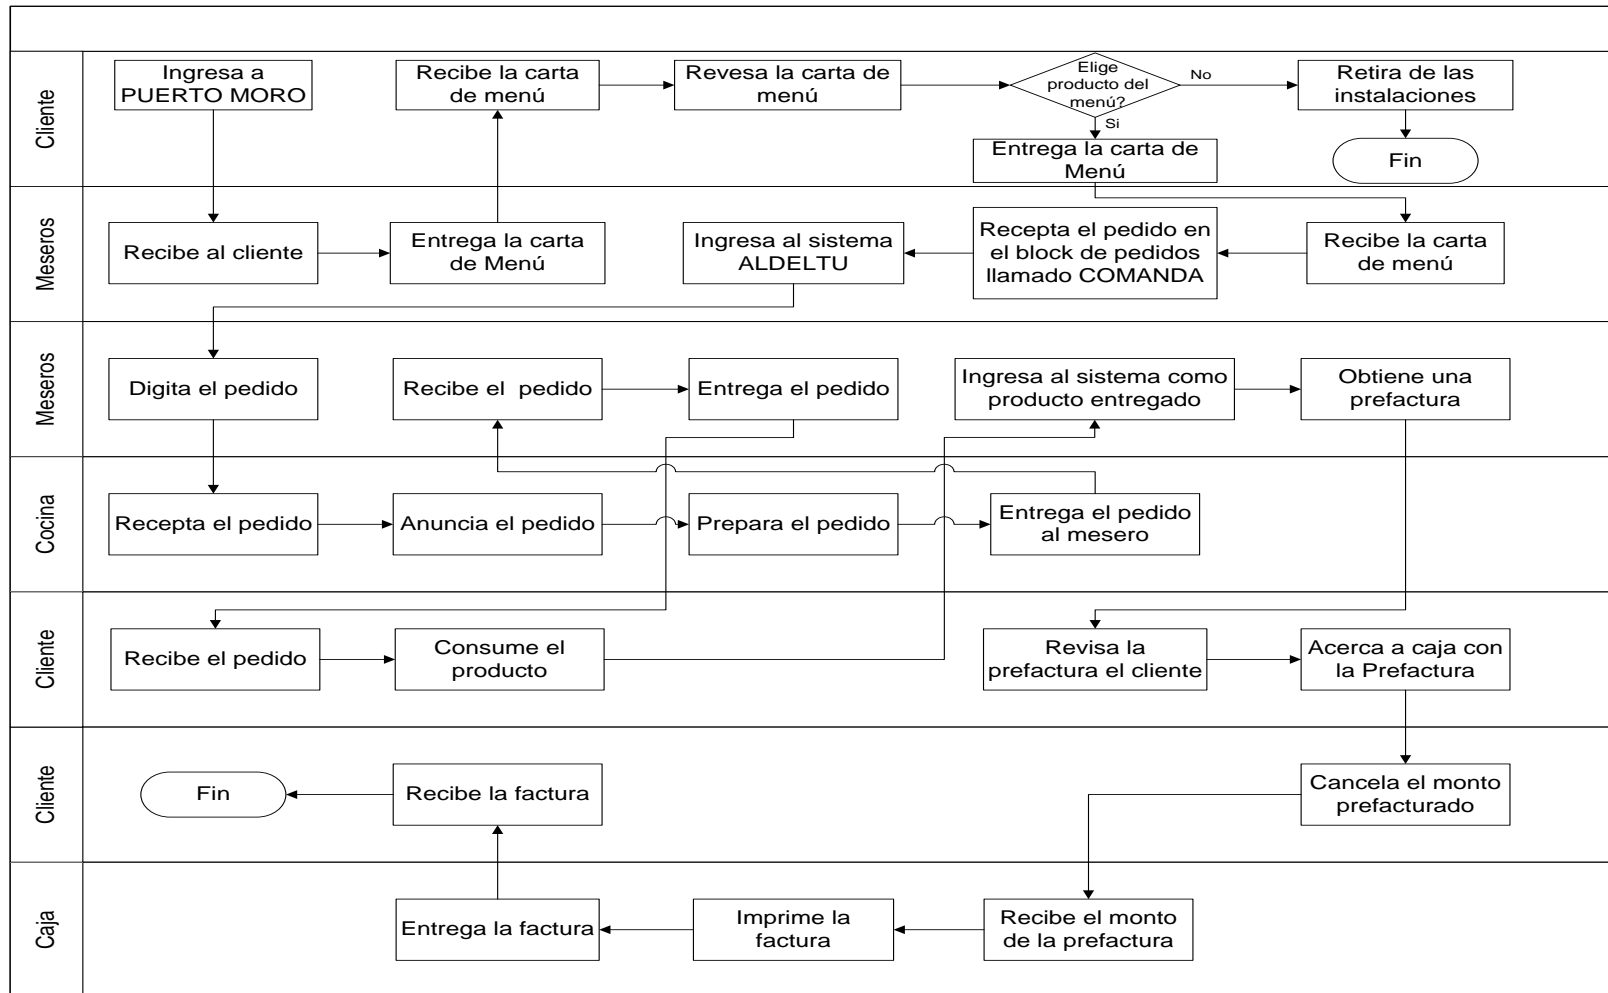 Cliente
Ingresa a
PUERTO MORO
Recibe la carta
de menú
Revesa la carta de
menú
Elige
producto del
menú?
No
Si
Retira de las
instalaciones
Entrega la carta de
Menú
Fin
Meseros
Recibe al cliente
Entrega la carta
de Menú
Ingresa al sistema
ALDELTU
Recepta el pedido en
el block de pedidos
llamado COMANDA
Recibe la carta
de menú
Meseros
Digita el pedido
Recibe el pedido
Entrega el pedido
Ingresa al sistema como
producto entregado
Obtiene una
prefactura
Cocina
Recepta el pedido
Anuncia el pedido
Prepara el pedido
Entrega el pedido
al mesero
Cliente
Recibe el pedido
Consume el
producto
Revisa la
prefactura el cliente
Acerca a caja con
la Prefactura
Cliente
Fin
Recibe la factura
Cancela el monto
prefacturado
Caja
Entrega la factura
Imprime la
factura
Recibe el monto
de la prefactura